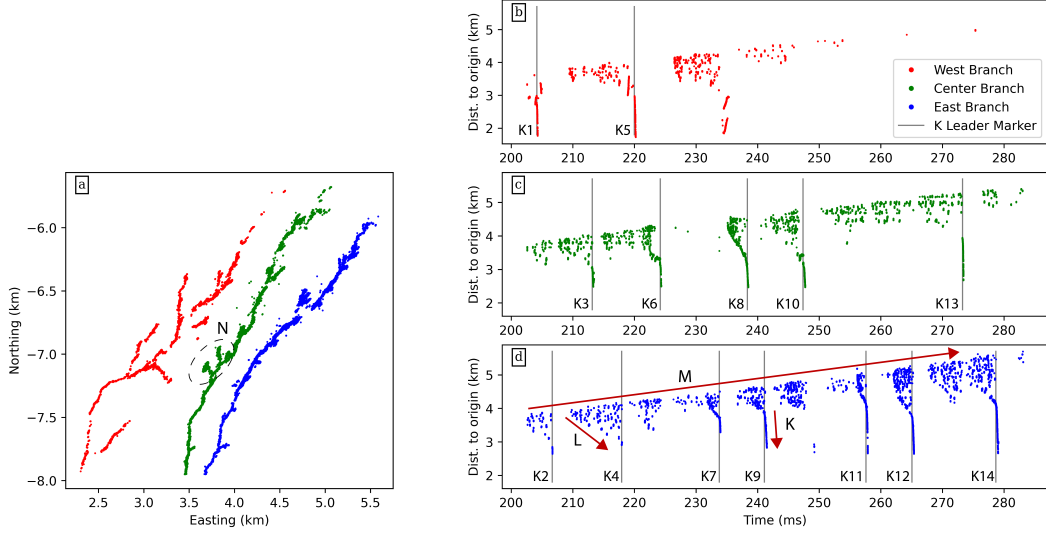 a
N
−6.0
−6.5
−7.0
−7.5
−8.0
Northing (km)
2.5 3.0 3.5 4.0 4.5 5.0 5.5
Easting (km)
b
5
4
3
2
Dist. to origin (km)
K1 K5
West Branch
Center Branch
East Branch
K Leader Marker
200 210 220 230 240 250 260 270 280
c
5
4
3
2
Dist. to origin (km)
K3 K6 K8 K10 K13
200 210 220 230 240 250 260 270 280
d
5
4
3
2
Dist. to origin (km)
M
L
K
K2 K4 K7 K9 K11 K12 K14
200 210 220 230 240 250 260 270 280
Time (ms)